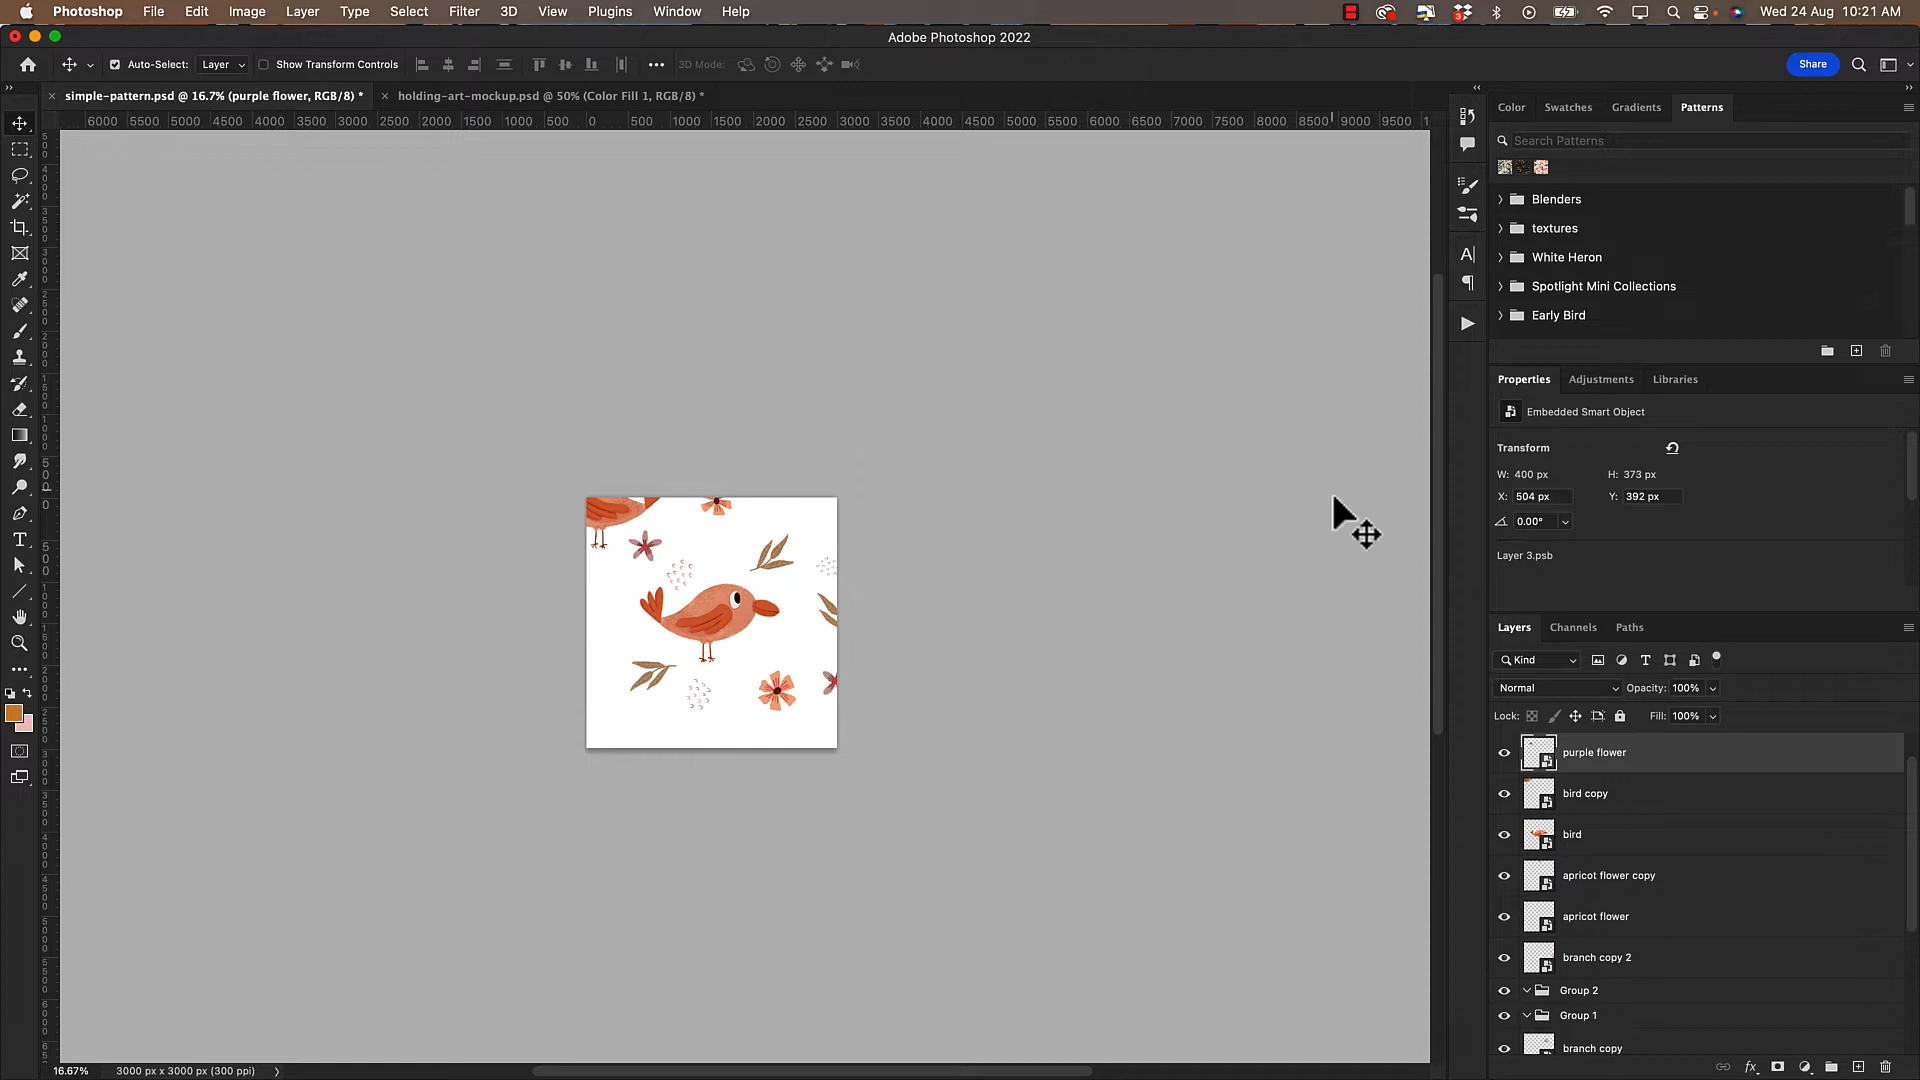 Photoshop File Edit Image Layer Type Select Filter 3D View Plugins Window Help Wed 24 Aug 10:21 AM
Adobe Photoshop 2022
Auto-Select: Layer Show Transform Controls 3D Mode: Share
simple-pattern.psd @ 16.7% (purple flower, RGB/8) * holding-art-mockup.psd @ 50% (Color Fill 1, RGB/8) *
6000 5500 5000 4500 4000 3500 3000 2500 2000 1500 1000 500 0 500 1000 1500 2000 2500 3000 3500 4000 4500 5000 5500 6000 6500 7000 7500 8000 8500 9000 9500
Color Swatches Gradients Patterns
Search Patterns
Blenders
textures
White Heron
Spotlight Mini Collections
Early Bird
Properties Adjustments Libraries
Embedded Smart Object
Transform
W: 400 px H: 373 px
X: 504 px Y: 392 px
0.00°
Layer 3.psb
Layers Channels Paths
Kind
Normal Opacity: 100%
Lock: Fill: 100%
purple flower
bird copy
bird
apricot flower copy
apricot flower
branch copy 2
Group 2
Group 1
branch copy
16.67% 3000 px x 3000 px (300 ppi)